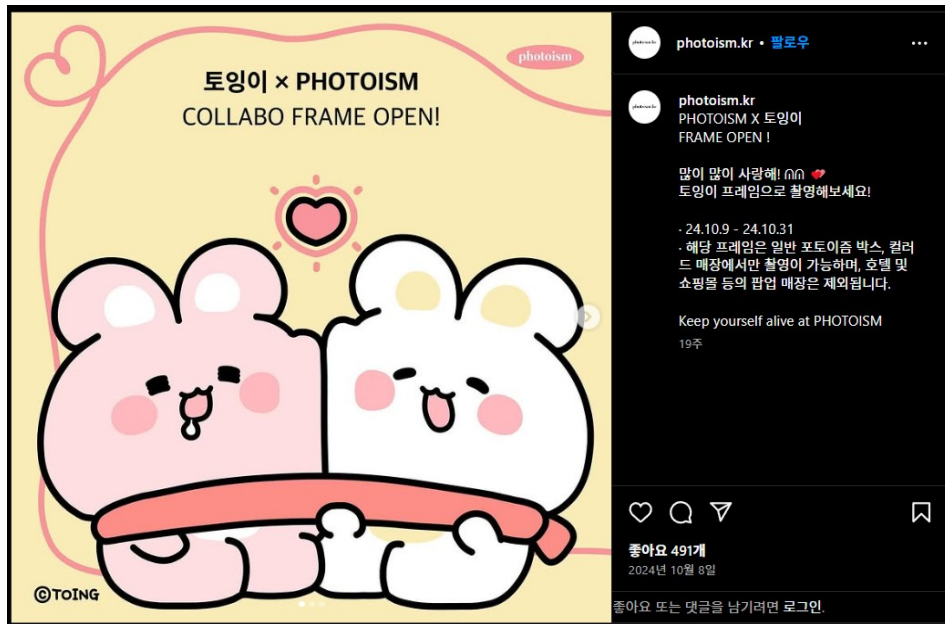 photoism
토잉이 × PHOTOISM
COLLABO FRAME OPEN!
©TOING
photoism.kr • 팔로우
photoism.kr
PHOTOISM X 토잉이
FRAME OPEN !
많이 많이 사랑해! ᕱᕱ 💕
토잉이 프레임으로 촬영해보세요!
· 24.10.9 - 24.10.31
· 해당 프레임은 일반 포토이즘 박스, 컬러
드 매장에서만 촬영이 가능하며, 호텔 및
쇼핑몰 등의 팝업 매장은 제외됩니다.
Keep yourself alive at PHOTOISM
19주
좋아요 491개
2024년 10월 8일
좋아요 또는 댓글을 남기려면 로그인.